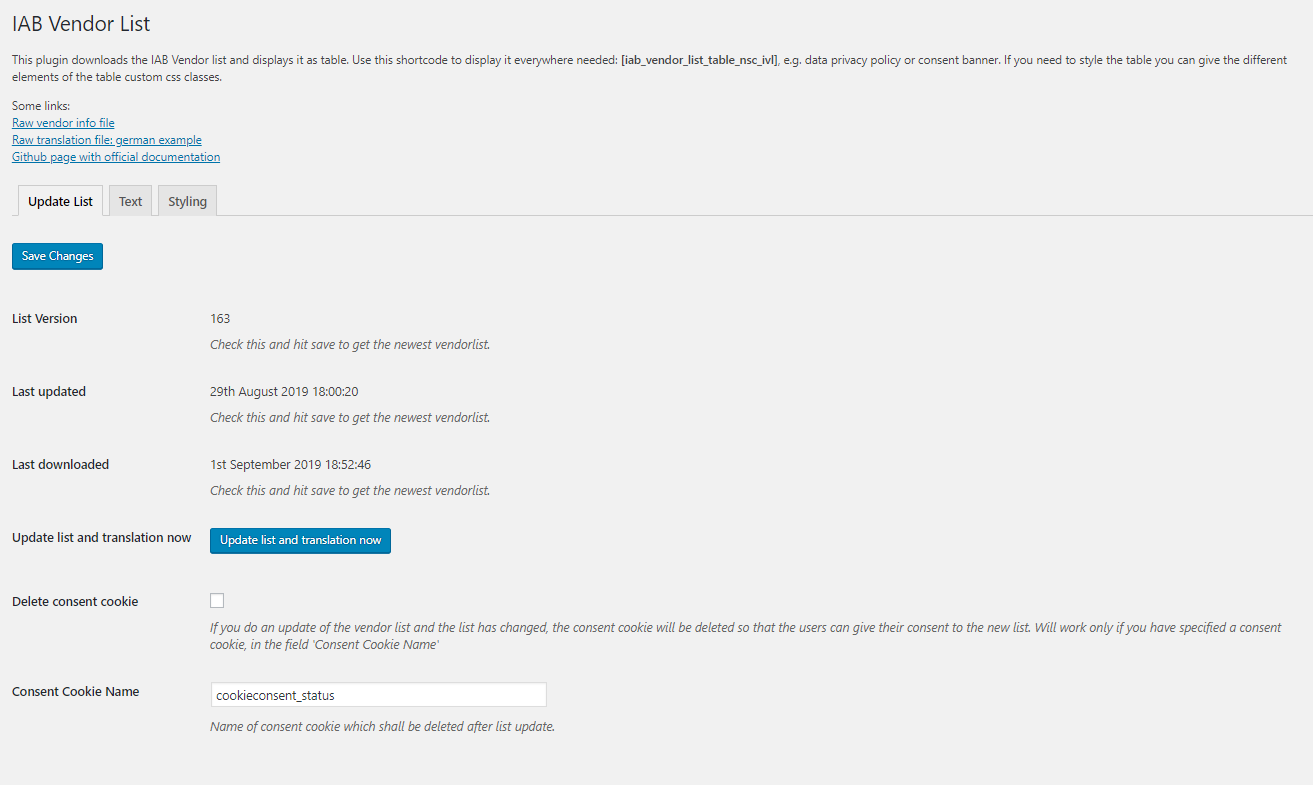 IAB Vendor List
This plugin downloads the IAB Vendor list and displays it as table. Use this shortcode to display it everywhere needed: [iab_vendor_list_table_nsc_ivl], e.g. data privacy policy or consent banner. If you need to style the table you can give the different
elements of the table custom css classes.
Some links:
Raw vendor info file
Raw translation file: german example
Github page with official documentation
Update List Text Styling
Save Changes
List Version 163
Check this and hit save to get the newest vendorlist.
Last updated 29th August 2019 18:00:20
Check this and hit save to get the newest vendorlist.
Last downloaded 1st September 2019 18:52:46
Check this and hit save to get the newest vendorlist.
Update list and translation now Update list and translation now
Delete consent cookie
If you do an update of the vendor list and the list has changed, the consent cookie will be deleted so that the users can give their consent to the new list. Will work only if you have specified a consent
cookie, in the field 'Consent Cookie Name'
Consent Cookie Name cookieconsent_status
Name of consent cookie which shall be deleted after list update.